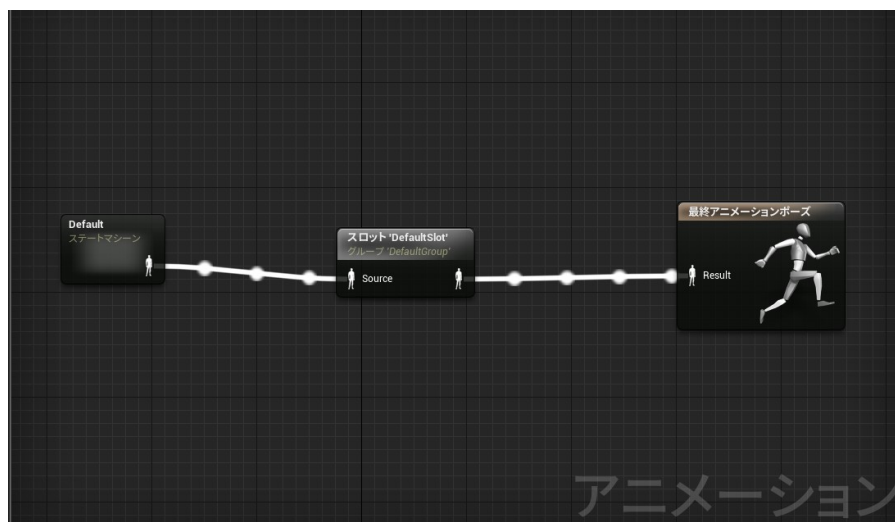 Default
ステートマシーン
スロット 'DefaultSlot'
グループ 'DefaultGroup'
Source
最終アニメーションポーズ
Result
アニメーション